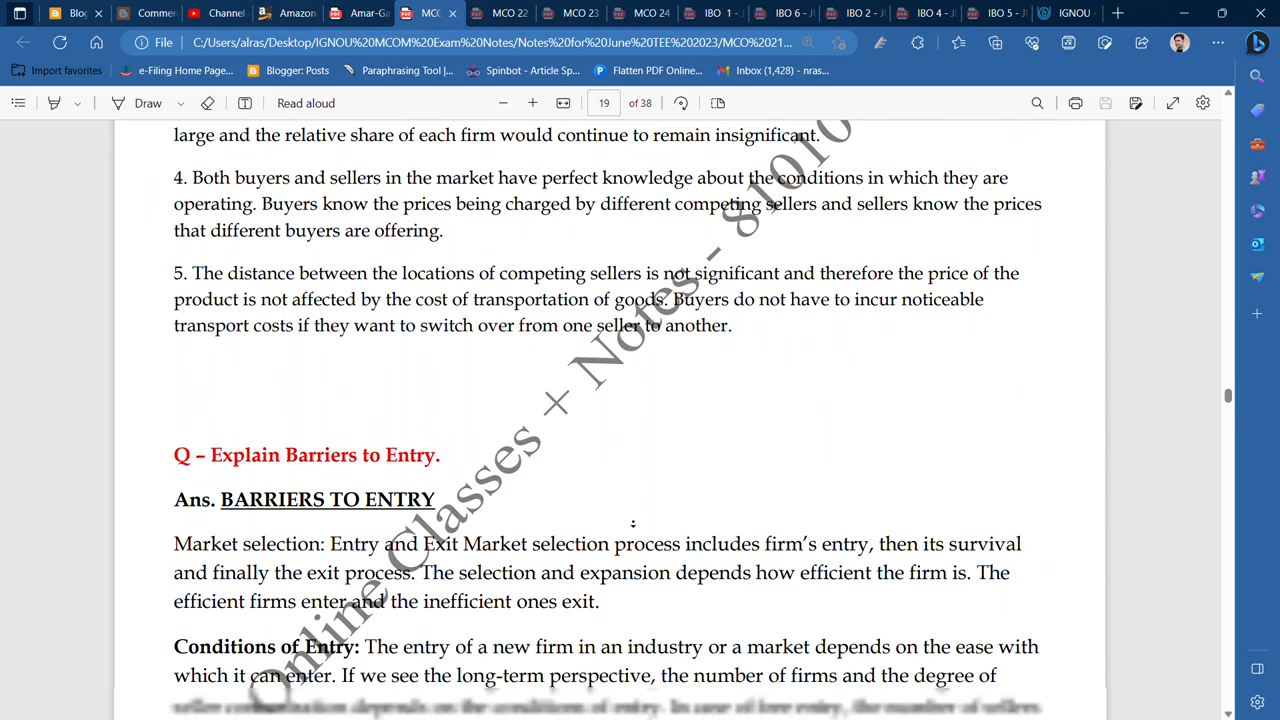 Blo
Commer
Channel
Amazon
Amar-Ga
MCO
MCO 22
MCO 23
MCO 24
IBO 1 - JU
IBO 6 - JU
IBO 2 - JU
IBO 4 - JU
IBO 5 - JU
IGNOU -
File
C:/Users/alras/Desktop/IGNOU%20MCOM%20Exam%20Notes/Notes%20for%20June%20TEE%202023/MCO%2021...
Import favorites
e-Filing Home Page...
Blogger: Posts
Paraphrasing Tool |...
Spinbot - Article Sp...
Flatten PDF Online...
Inbox (1,428) - nras...
Draw
Read aloud
19 of 38
large and the relative share of each firm would continue to remain insignificant.
4. Both buyers and sellers in the market have perfect knowledge about the conditions in which they are
operating. Buyers know the prices being charged by different competing sellers and sellers know the prices
that different buyers are offering.
5. The distance between the locations of competing sellers is not significant and therefore the price of the
product is not affected by the cost of transportation of goods. Buyers do not have to incur noticeable
transport costs if they want to switch over from one seller to another.
Q – Explain Barriers to Entry.
Ans. BARRIERS TO ENTRY
Market selection: Entry and Exit Market selection process includes firm's entry, then its survival
and finally the exit process. The selection and expansion depends how efficient the firm is. The
efficient firms enter and the inefficient ones exit.
Conditions of Entry: The entry of a new firm in an industry or a market depends on the ease with
which it can enter. If we see the long-term perspective, the number of firms and the degree of
Online Classes + Notes - 81010